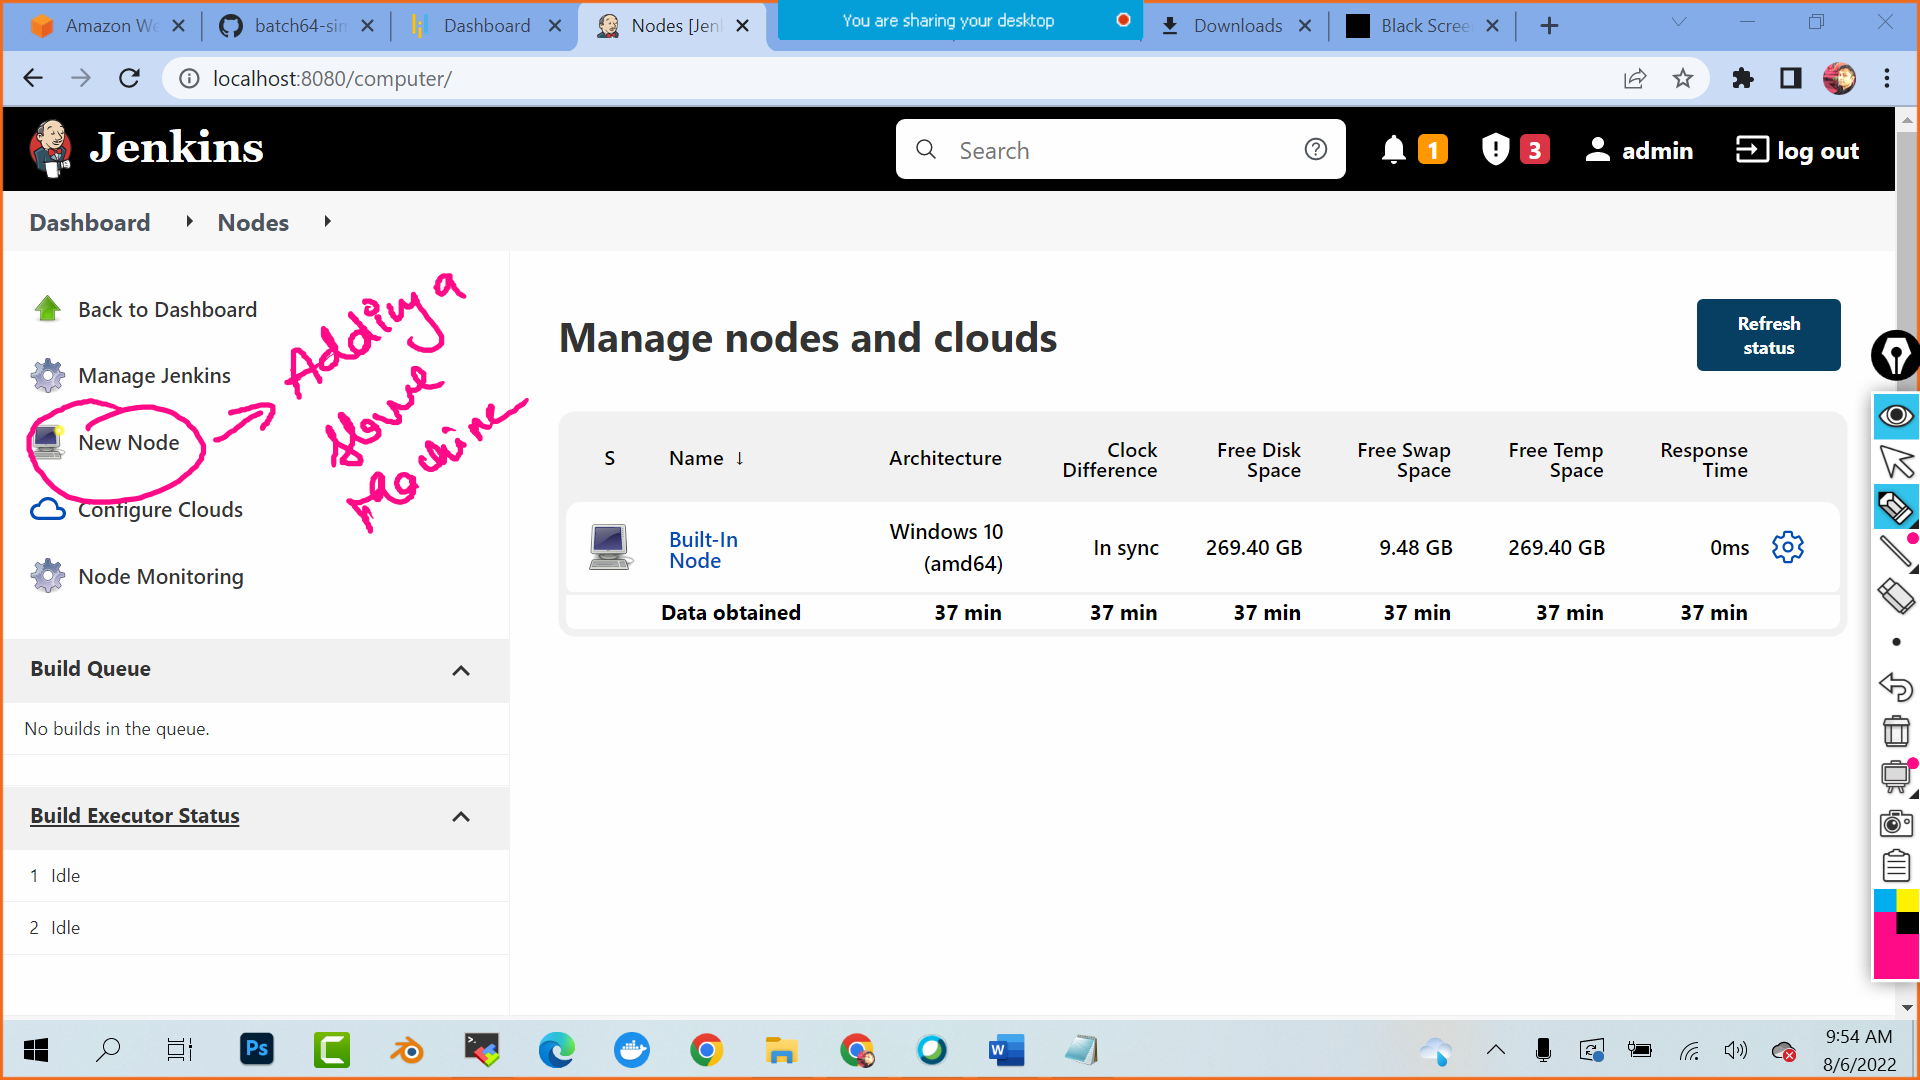 Amazon We
batch64-sim
Dashboard
Nodes [Jenl
You are sharing your desktop
Downloads
Black Scree
localhost:8080/computer/
Jenkins
Search
1
3
admin
log out
Dashboard
Nodes
Back to Dashboard
Manage Jenkins
New Node
Configure Clouds
Node Monitoring
Adding a
Slave
Machine
Build Queue
No builds in the queue.
Build Executor Status
1 Idle
2 Idle
Manage nodes and clouds
Refresh
status
S Name ↓ Architecture Clock Difference Free Disk Space Free Swap Space Free Temp Space Response Time
Built-In Node Windows 10 (amd64) In sync 269.40 GB 9.48 GB 269.40 GB 0ms
Data obtained 37 min 37 min 37 min 37 min 37 min 37 min
Ps
C
W
9:54 AM
8/6/2022